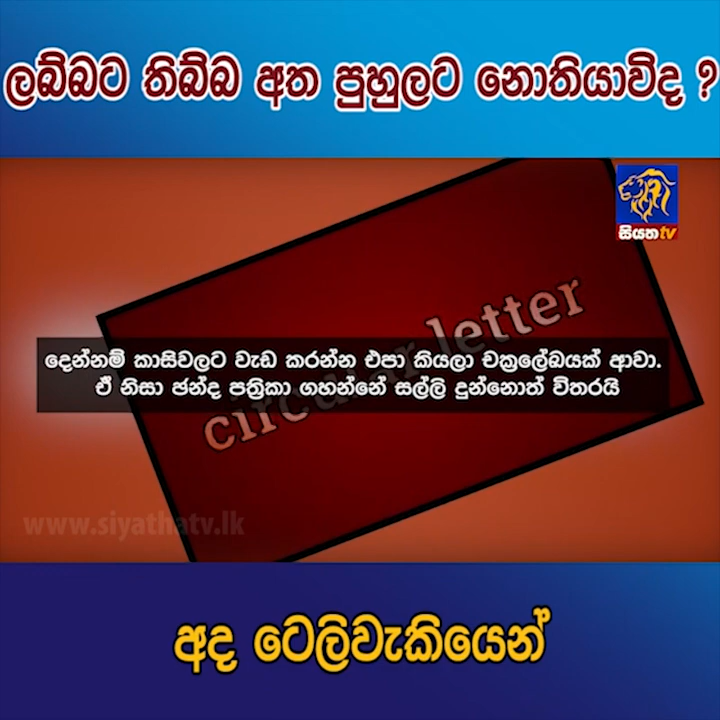 ලබ්බට තිබ්බ අත පුහුලට නොතියාවිද ?
සියත tv
circular letter
දෙන්නම් කාසිවලට වැඩ කරන්න එපා කියලා චක්‍රලේඛයක් ආවා.
ඒ නිසා ඡන්ද පත්‍රිකා ගහන්නේ සල්ලි දුන්නොත් විතරයි
www.siyathatv.lk
අද ටෙලිවැකියෙන්